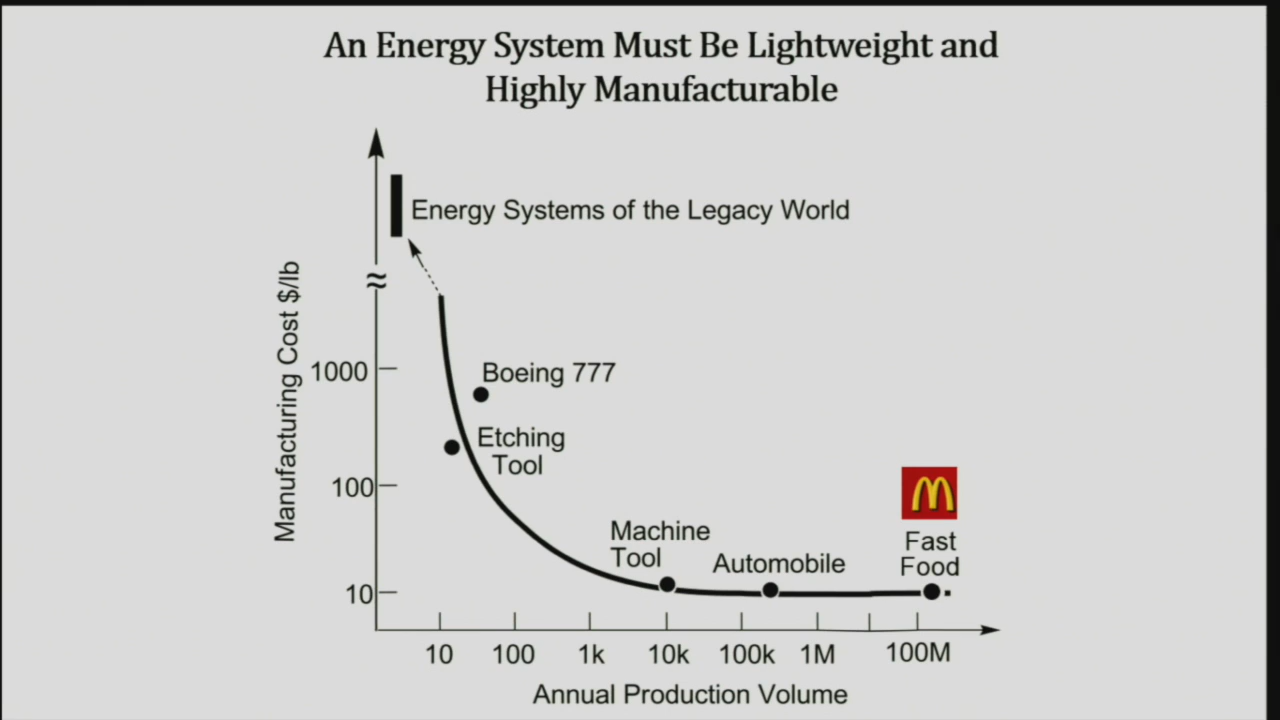 An Energy System Must Be Lightweight and
Highly Manufacturable
Energy Systems of the Legacy World
≈
Manufacturing Cost $/lb
1000
Boeing 777
Etching
Tool
100
Machine
Tool
Automobile
Fast
Food
10
10 100 1k 10k 100k 1M 100M
Annual Production Volume